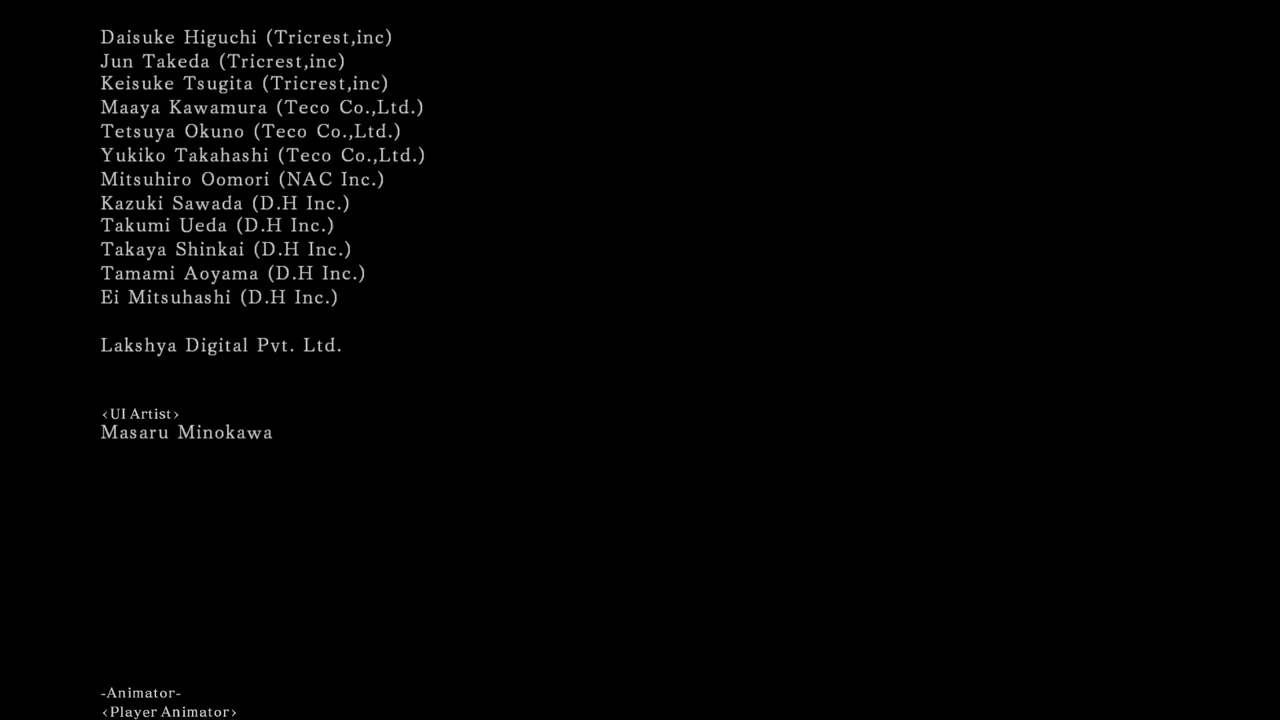 Daisuke Higuchi (Tricrest,inc)
Jun Takeda (Tricrest,inc)
Keisuke Tsugita (Tricrest,inc)
Maaya Kawamura (Teco Co.,Ltd.)
Tetsuya Okuno (Teco Co.,Ltd.)
Yukiko Takahashi (Teco Co.,Ltd.)
Mitsuhiro Oomori (NAC Inc.)
Kazuki Sawada (D.H Inc.)
Takumi Ueda (D.H Inc.)
Takaya Shinkai (D.H Inc.)
Tamami Aoyama (D.H Inc.)
Ei Mitsuhashi (D.H Inc.)
Lakshya Digital Pvt. Ltd.
‹UI Artist›
Masaru Minokawa
-Animator-
‹Player Animator›